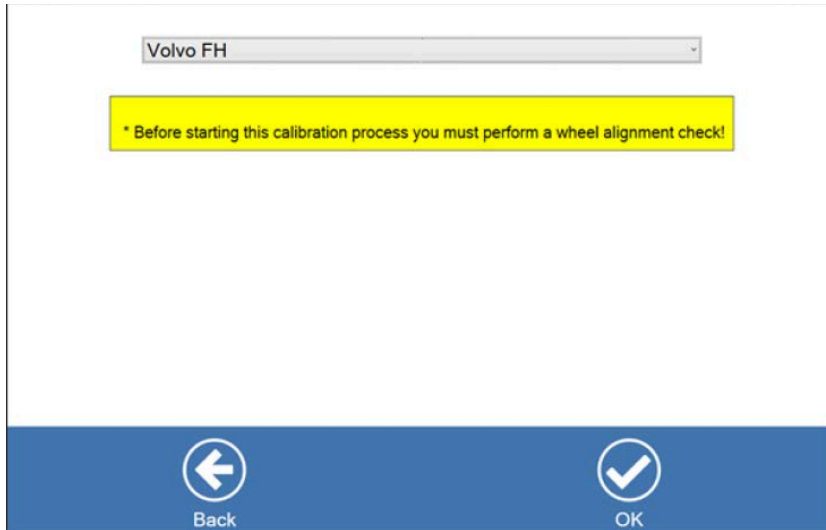 Volvo FH
* Before starting this calibration process you must perform a wheel alignment check!
Back
OK